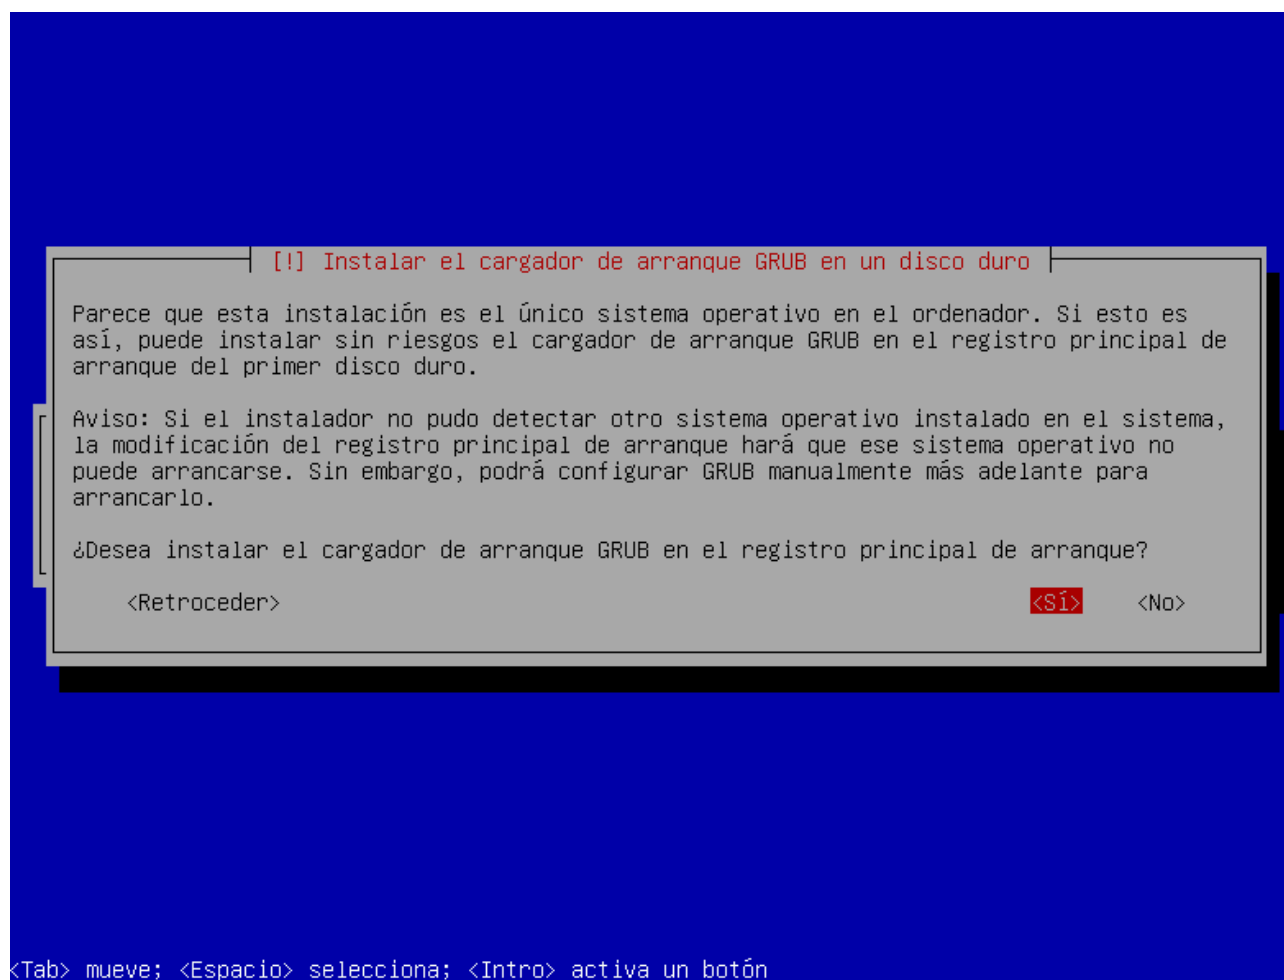 [!] Instalar el cargador de arranque GRUB en un disco duro
Parece que esta instalación es el único sistema operativo en el ordenador. Si esto es
así, puede instalar sin riesgos el cargador de arranque GRUB en el registro principal de
arranque del primer disco duro.
Aviso: Si el instalador no pudo detectar otro sistema operativo instalado en el sistema,
la modificación del registro principal de arranque hará que ese sistema operativo no
puede arrancarse. Sin embargo, podrá configurar GRUB manualmente más adelante para
arrancarlo.
¿Desea instalar el cargador de arranque GRUB en el registro principal de arranque?
<Retroceder> <Sí> <No>
<Tab> mueve; <Espacio> selecciona; <Intro> activa un botón